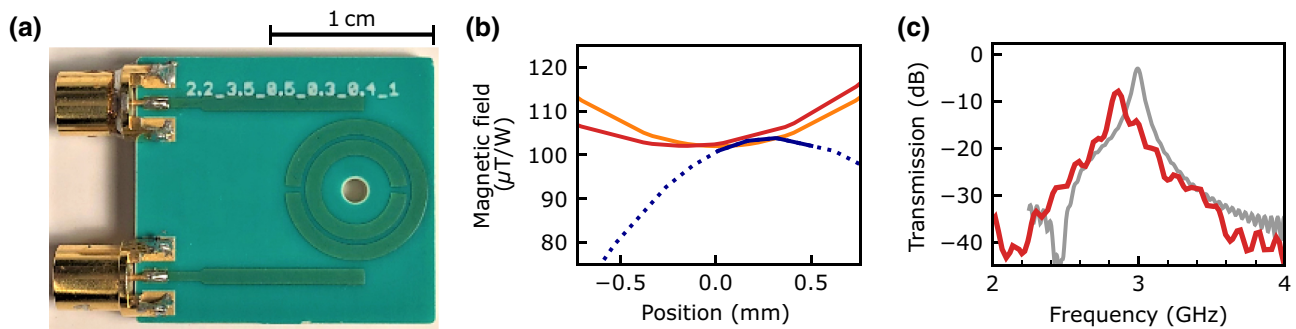 (a)
1 cm
2.2_3.5_0.5_0.3_0.4_1
(b)
Magnetic field
(µT/W)
120
110
100
90
80
−0.5
0.0
0.5
Position (mm)
(c)
Transmission (dB)
0
−10
−20
−30
−40
2
3
4
Frequency (GHz)